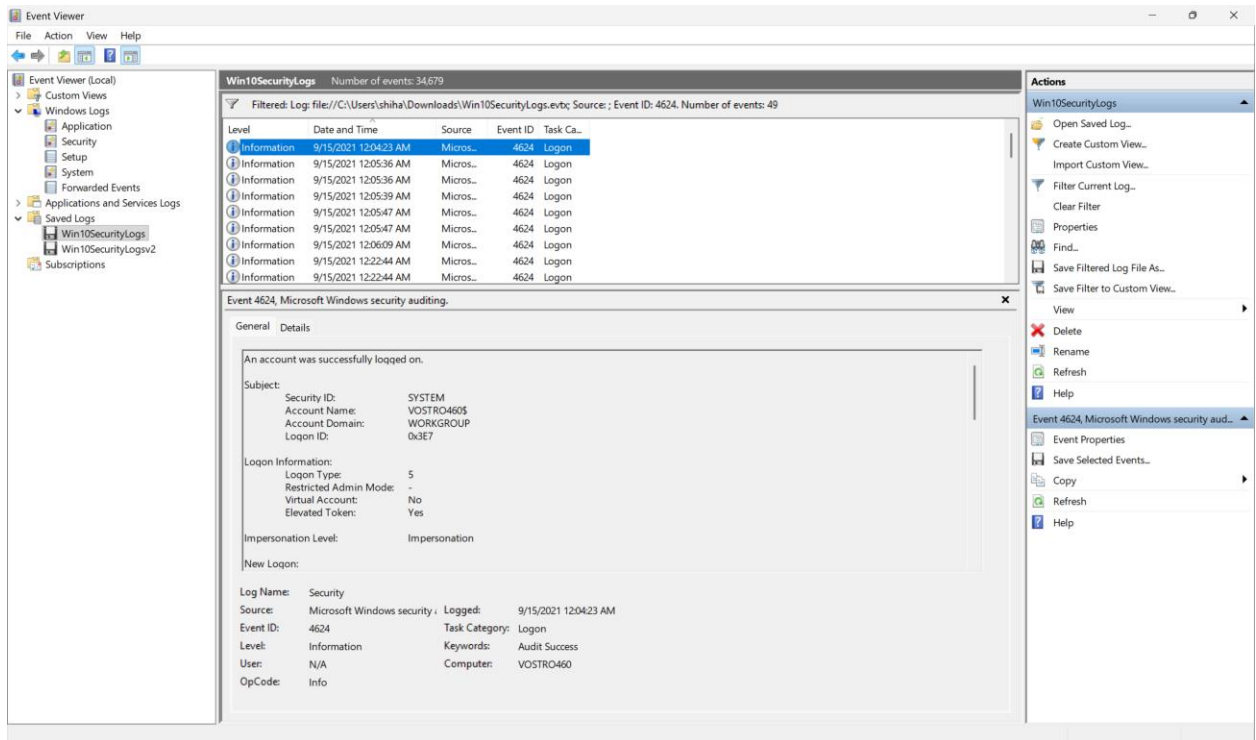 Event Viewer
File Action View Help
Event Viewer (Local)
Custom Views
Windows Logs
Application
Security
Setup
System
Forwarded Events
Applications and Services Logs
Saved Logs
Win10SecurityLogs
Win10SecurityLogsv2
Subscriptions
Win10SecurityLogs Number of events: 34,679
Filtered: Log: file://C:\Users\shiha\Downloads\Win10SecurityLogs.evtx; Source: ; Event ID: 4624. Number of events: 49
Level Date and Time Source Event ID Task Ca...
Information 9/15/2021 12:04:23 AM Micros... 4624 Logon
Information 9/15/2021 12:05:36 AM Micros... 4624 Logon
Information 9/15/2021 12:05:36 AM Micros... 4624 Logon
Information 9/15/2021 12:05:39 AM Micros... 4624 Logon
Information 9/15/2021 12:05:47 AM Micros... 4624 Logon
Information 9/15/2021 12:05:47 AM Micros... 4624 Logon
Information 9/15/2021 12:06:09 AM Micros... 4624 Logon
Information 9/15/2021 12:22:44 AM Micros... 4624 Logon
Information 9/15/2021 12:22:44 AM Micros... 4624 Logon
Event 4624, Microsoft Windows security auditing.
General Details
An account was successfully logged on.
Subject:
Security ID: SYSTEM
Account Name: VOSTRO460$
Account Domain: WORKGROUP
Logon ID: 0x3E7
Logon Information:
Logon Type: 5
Restricted Admin Mode: -
Virtual Account: No
Elevated Token: Yes
Impersonation Level: Impersonation
New Logon:
Log Name: Security
Source: Microsoft Windows security Logged: 9/15/2021 12:04:23 AM
Event ID: 4624 Task Category: Logon
Level: Information Keywords: Audit Success
User: N/A Computer: VOSTRO460
OpCode: Info
Actions
Win10SecurityLogs
Open Saved Log...
Create Custom View...
Import Custom View...
Filter Current Log...
Clear Filter
Properties
Find...
Save Filtered Log File As...
Save Filter to Custom View...
View
Delete
Rename
Refresh
Help
Event 4624, Microsoft Windows security aud...
Event Properties
Save Selected Events...
Copy
Refresh
Help